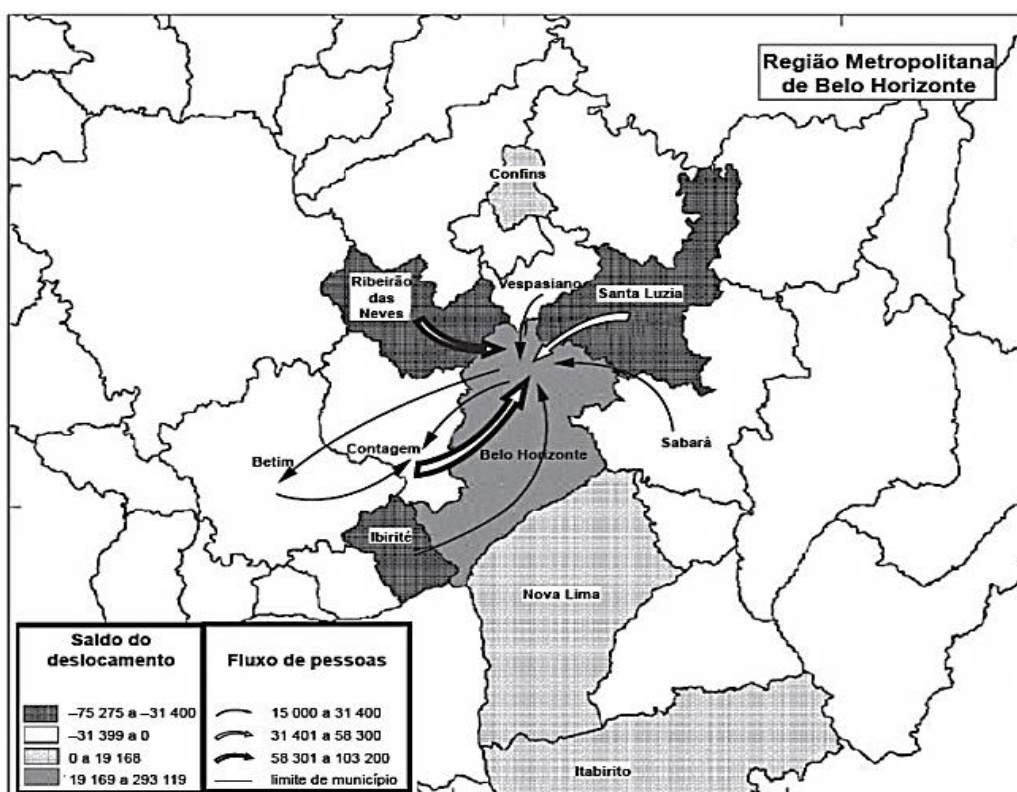 Região Metropolitana
de Belo Horizonte
Confins
Ribeirão
das
Neves
Vespasiano
Santa Luzia
Contagem
Betim
Belo Horizonte
Sabará
Ibirité
Nova Lima
Itabirito
Saldo do
deslocamento
–75 275 a –31 400
–31 399 a 0
0 a 19 168
19 169 a 293 119
Fluxo de pessoas
15 000 a 31 400
31 401 a 58 300
58 301 a 103 200
limite de município